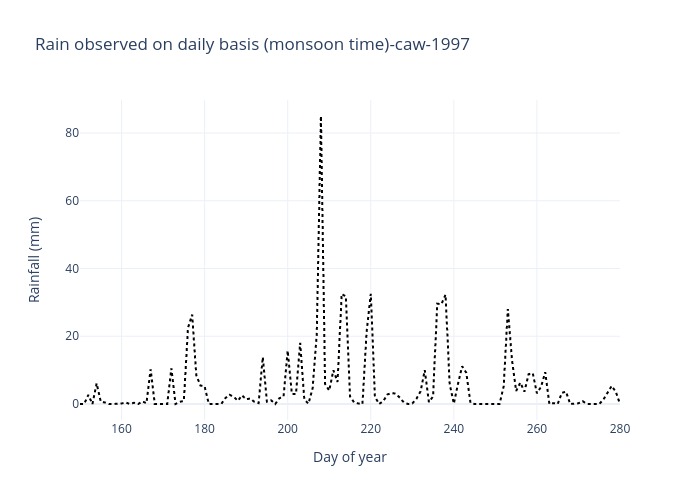 Rain observed on daily basis (monsoon time)-caw-1997
80
60
40
20
0
Rainfall (mm)
160 180 200 220 240 260 280
Day of year